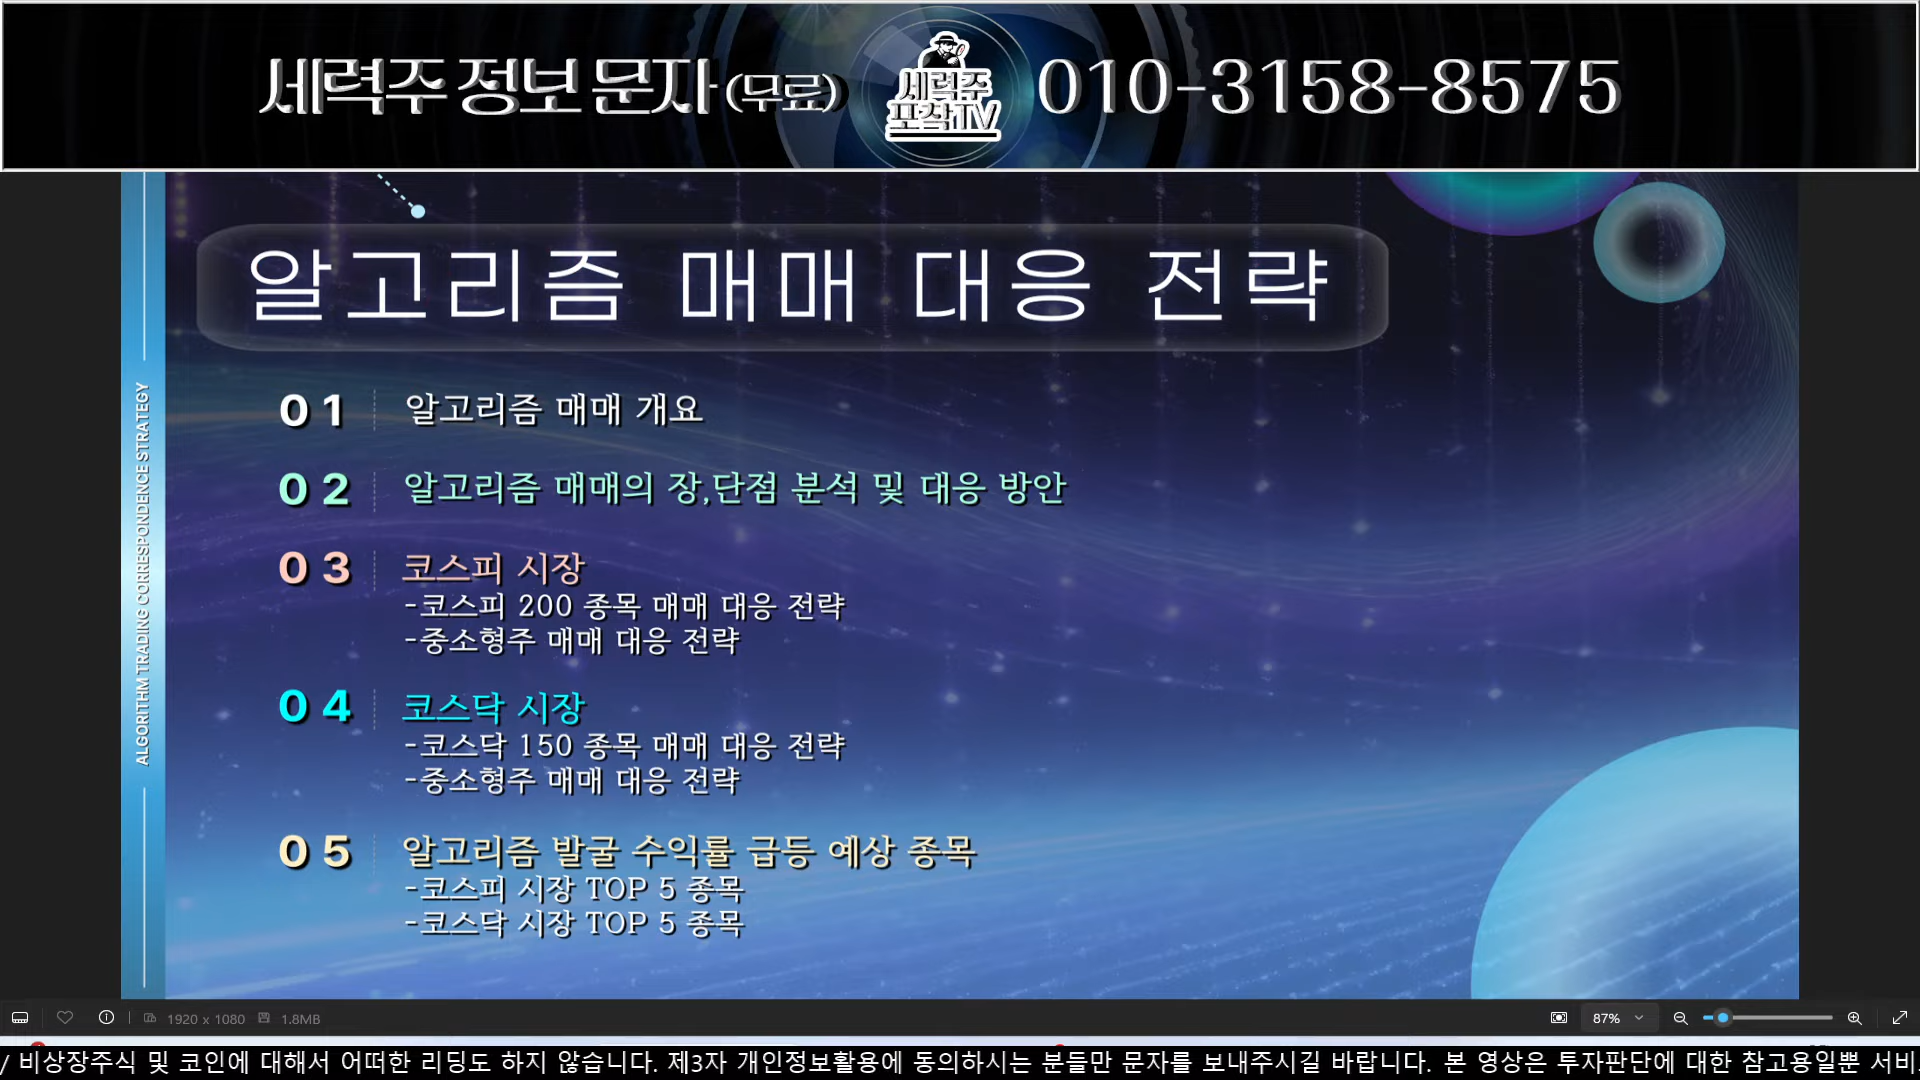 세력주 정보 문자 (무료)
세력주
포착TV
010-3158-8575
알고리즘 매매 대응 전략
ALGORITHM TRADING CORRESPONDENCE STRATEGY
01 알고리즘 매매 개요
02 알고리즘 매매의 장,단점 분석 및 대응 방안
03 코스피 시장
-코스피 200 종목 매매 대응 전략
-중소형주 매매 대응 전략
04 코스닥 시장
-코스닥 150 종목 매매 대응 전략
-중소형주 매매 대응 전략
05 알고리즘 발굴 수익률 급등 예상 종목
-코스피 시장 TOP 5 종목
-코스닥 시장 TOP 5 종목
1920 x 1080 1.8MB
87%
/ 비상장주식 및 코인에 대해서 어떠한 리딩도 하지 않습니다. 제3자 개인정보활용에 동의하시는 분들만 문자를 보내주시길 바랍니다. 본 영상은 투자판단에 대한 참고용일뿐 서비